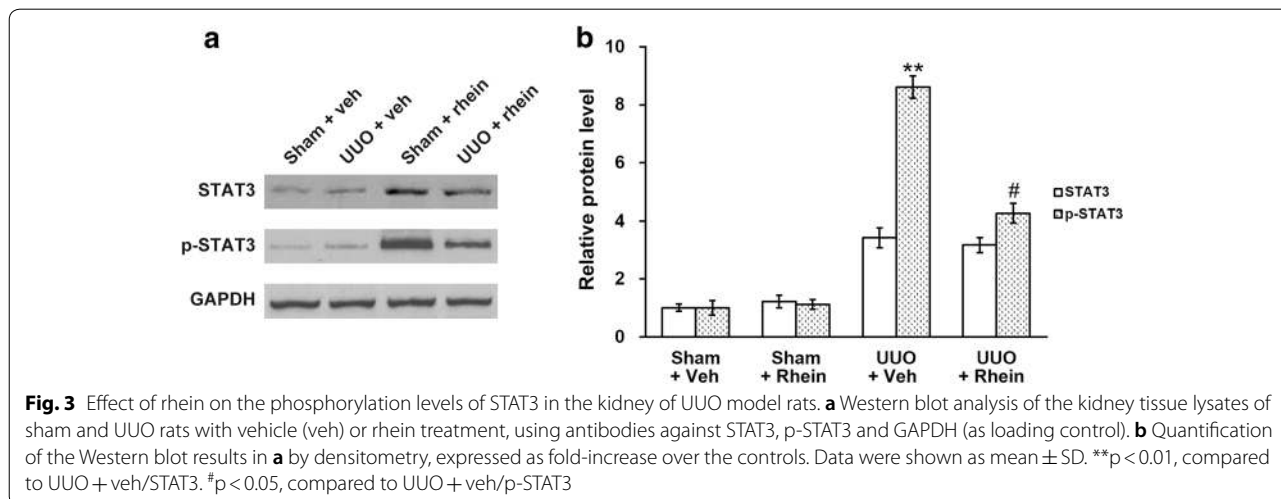 a
Sham + veh
UUO + veh
Sham + rhein
UUO + rhein
STAT3
p-STAT3
GAPDH
b
Relative protein level
10
8
6
4
2
0
**
#
STAT3
p-STAT3
Sham + Veh
Sham + Rhein
UUO + Veh
UUO + Rhein
Fig. 3 Effect of rhein on the phosphorylation levels of STAT3 in the kidney of UUO model rats. a Western blot analysis of the kidney tissue lysates of
sham and UUO rats with vehicle (veh) or rhein treatment, using antibodies against STAT3, p-STAT3 and GAPDH (as loading control). b Quantification
of the Western blot results in a by densitometry, expressed as fold-increase over the controls. Data were shown as mean ± SD. **p < 0.01, compared
to UUO + veh/STAT3. #p < 0.05, compared to UUO + veh/p-STAT3